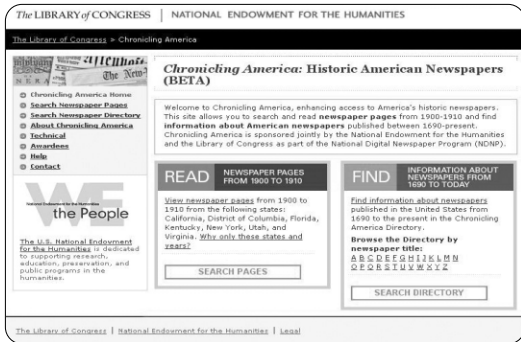 The LIBRARY of CONGRESS | NATIONAL ENDOWMENT FOR THE HUMANITIES
The Library of Congress > Chronicling America
The New
Chronicling America Home
Search Newspaper Pages
Search Newspaper Directory
About Chronicling America
Technical
Awardees
Help
Contact
WE
National Endowment for the Humanities
the People
The U.S. National Endowment
for the Humanities is dedicated
to supporting research,
education, preservation, and
public programs in the
humanities.
Chronicling America: Historic American Newspapers
(BETA)
Welcome to Chronicling America, enhancing access to America's historic newspapers.
This site allows you to search and read newspaper pages from 1900-1910 and find
information about American newspapers published between 1690-present.
Chronicling America is sponsored jointly by the National Endowment for the Humanities
and the Library of Congress as part of the National Digital Newspaper Program (NDNP).
READ NEWSPAPER PAGES
FROM 1900 TO 1910
View newspaper pages from 1900 to
1910 from the following states:
California, District of Columbia, Florida,
Kentucky, New York, Utah, and
Virginia. Why only these states and
years?
SEARCH PAGES
FIND INFORMATION ABOUT
NEWSPAPERS FROM
1690 TO TODAY
Find information about newspapers
published in the United States from
1690 to the present in the Chronicling
America Directory.
Browse the Directory by
newspaper title:
A B C D E F G H I J K L M N
O P Q R S T U V W X Y Z
SEARCH DIRECTORY
The Library of Congress | National Endowment for the Humanities | Legal